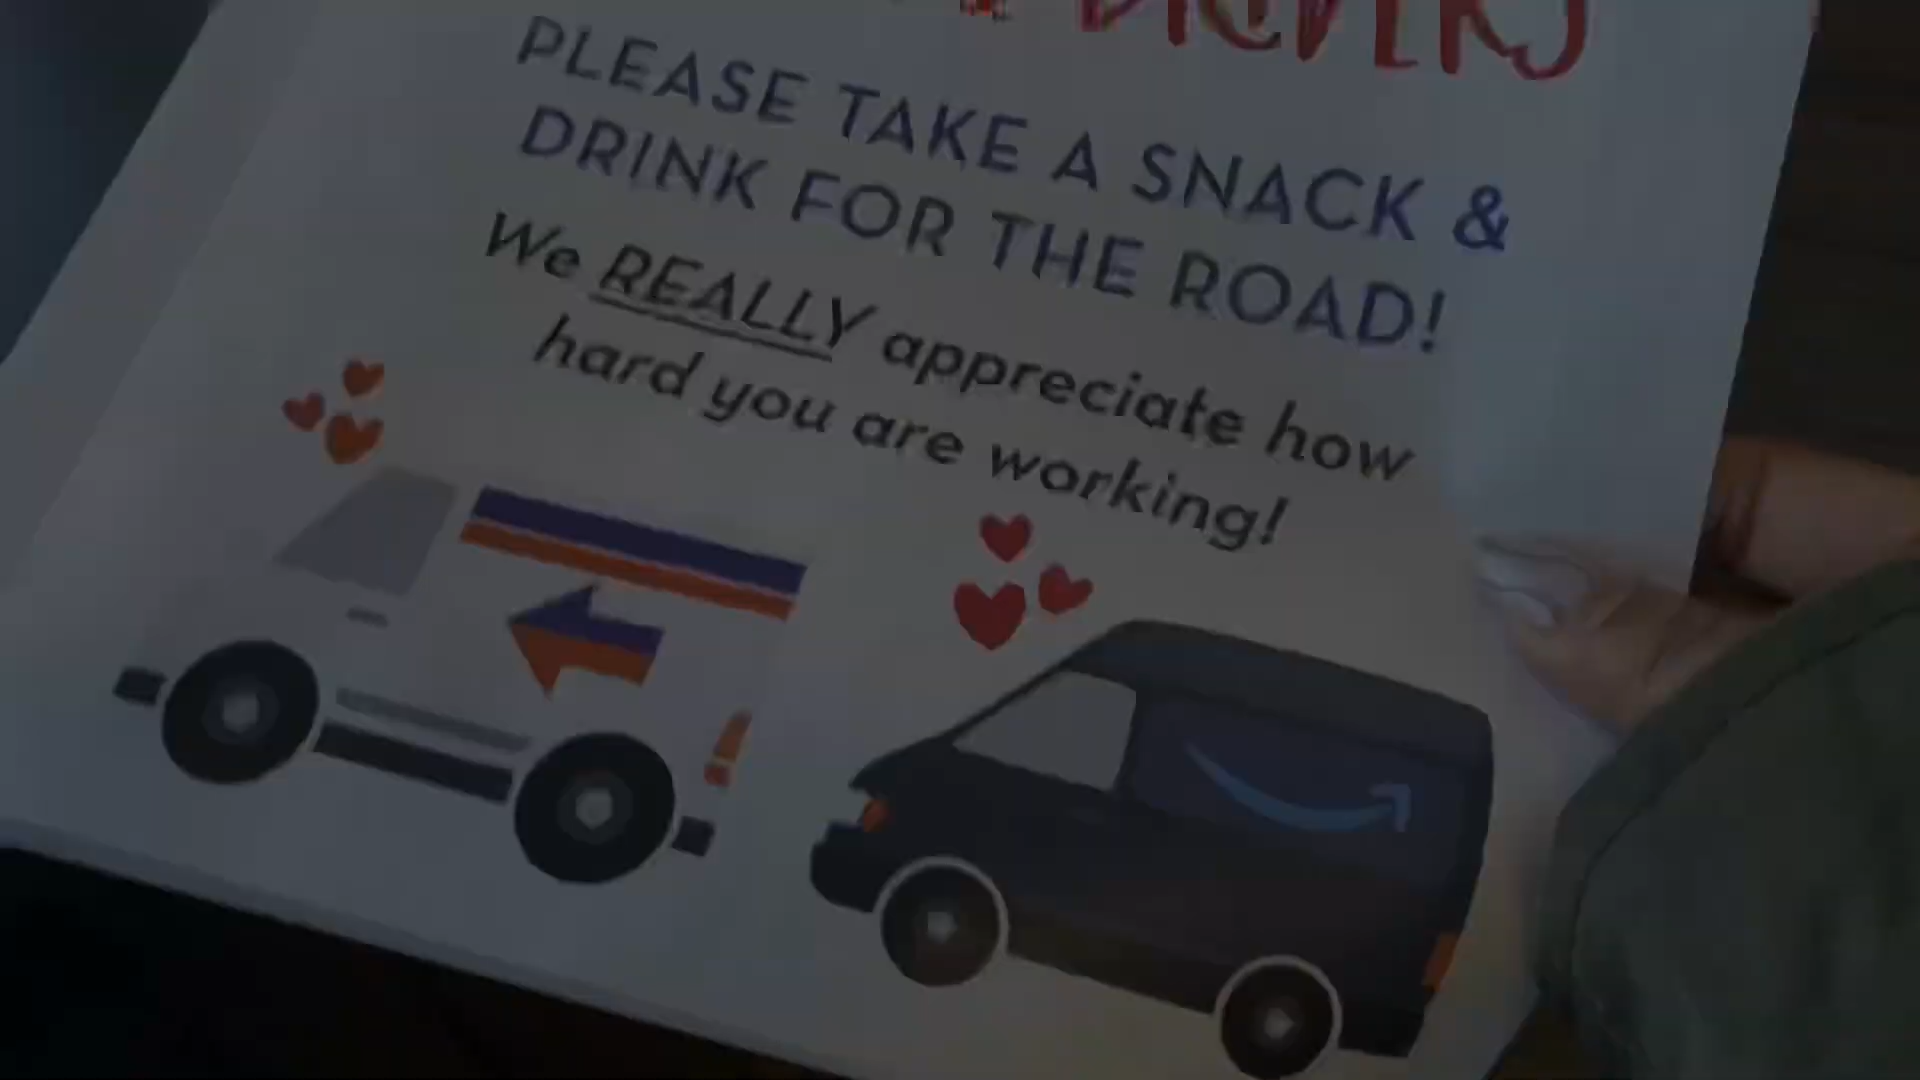 PLEASE TAKE A SNACK &
DRINK FOR THE ROAD!
We REALLY appreciate how
hard you are working!